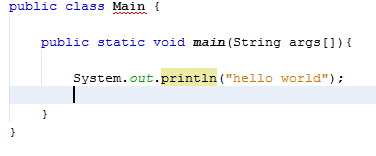 public class Main {
public static void main(String args[]){
System.out.println("hello world");
}
}